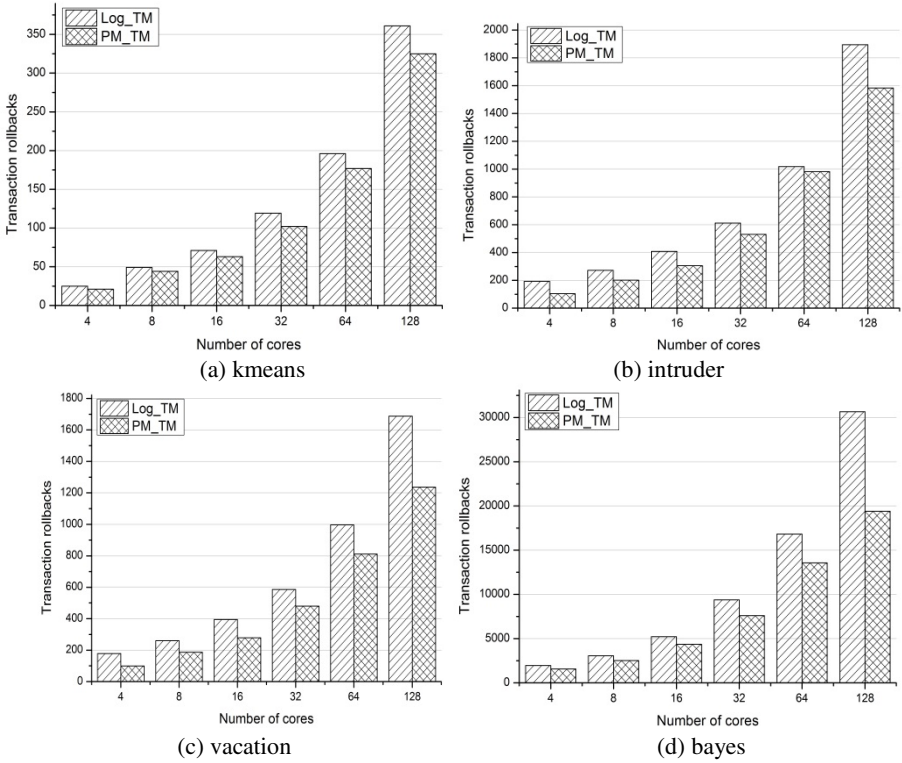 Log_TM
PM_TM
Transaction rollbacks
350
300
250
200
150
100
50
0
4 8 16 32 64 128
Number of cores
(a) kmeans
Log_TM
PM_TM
Transaction rollbacks
2000
1800
1600
1400
1200
1000
800
600
400
200
0
4 8 16 32 64 128
Number of cores
(b) intruder
Log_TM
PM_TM
Transaction rollbacks
1800
1600
1400
1200
1000
800
600
400
200
0
4 8 16 32 64 128
Number of cores
(c) vacation
Log_TM
PM_TM
Transaction rollbacks
30000
25000
20000
15000
10000
5000
0
4 8 16 32 64 128
Number of cores
(d) bayes